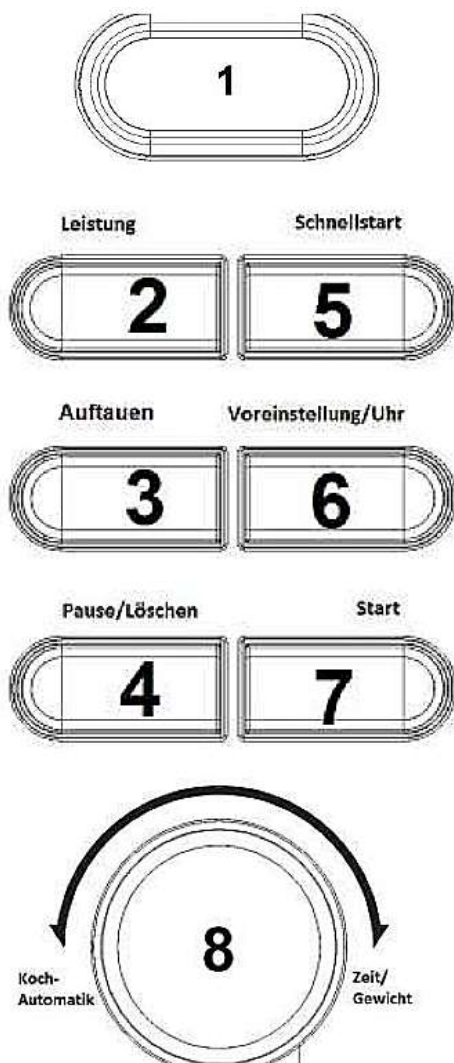 1
Leistung Schnellstart
2 5
Auftauen Voreinstellung/Uhr
3 6
Pause/Löschen Start
4 7
8
Koch- Zeit/
Automatik Gewicht